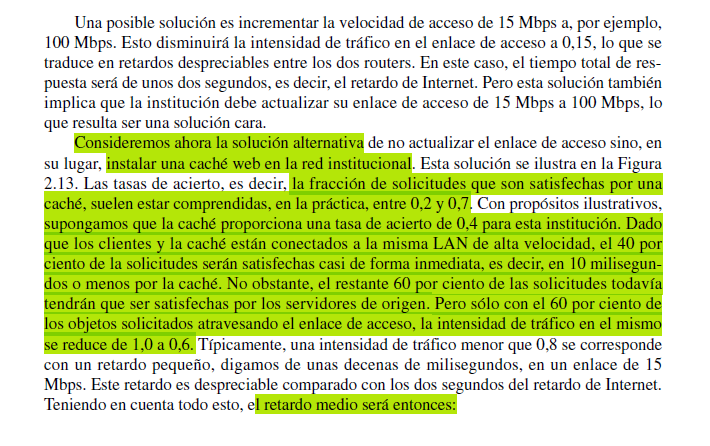 Una posible solución es incrementar la velocidad de acceso de 15 Mbps a, por ejemplo,
100 Mbps. Esto disminuirá la intensidad de tráfico en el enlace de acceso a 0,15, lo que se
traduce en retardos despreciables entre los dos routers. En este caso, el tiempo total de res-
puesta será de unos dos segundos, es decir, el retardo de Internet. Pero esta solución también
implica que la institución debe actualizar su enlace de acceso de 15 Mbps a 100 Mbps, lo
que resulta ser una solución cara.
Consideremos ahora la solución alternativa de no actualizar el enlace de acceso sino, en
su lugar, instalar una caché web en la red institucional. Esta solución se ilustra en la Figura
2.13. Las tasas de acierto, es decir, la fracción de solicitudes que son satisfechas por una
caché, suelen estar comprendidas, en la práctica, entre 0,2 y 0,7. Con propósitos ilustrativos,
supongamos que la caché proporciona una tasa de acierto de 0,4 para esta institución. Dado
que los clientes y la caché están conectados a la misma LAN de alta velocidad, el 40 por
ciento de la solicitudes serán satisfechas casi de forma inmediata, es decir, en 10 milisegun-
dos o menos por la caché. No obstante, el restante 60 por ciento de las solicitudes todavía
tendrán que ser satisfechas por los servidores de origen. Pero sólo con el 60 por ciento de
los objetos solicitados atravesando el enlace de acceso, la intensidad de tráfico en el mismo
se reduce de 1,0 a 0,6. Típicamente, una intensidad de tráfico menor que 0,8 se corresponde
con un retardo pequeño, digamos de unas decenas de milisegundos, en un enlace de 15
Mbps. Este retardo es despreciable comparado con los dos segundos del retardo de Internet.
Teniendo en cuenta todo esto, el retardo medio será entonces: